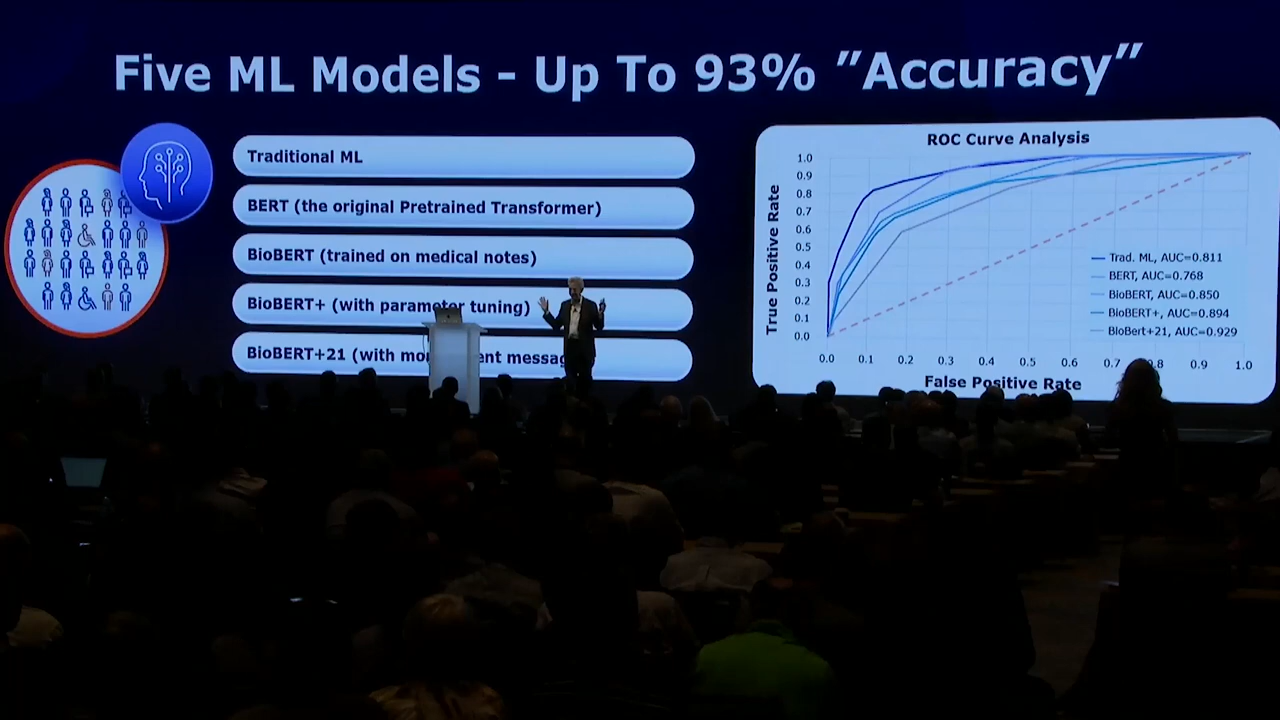 Five ML Models - Up To 93% ”Accuracy”
Traditional ML
BERT (the original Pretrained Transformer)
BioBERT (trained on medical notes)
BioBERT+ (with parameter tuning)
BioBERT+21 (with
ROC Curve Analysis
True Positive Rate
1.0
0.9
0.8
0.7
0.6
0.5
0.4
0.3
0.2
0.1
0.0
Trad. ML, AUC=0.811
BERT, AUC=0.768
BioBERT, AUC=0.850
BioBERT+, AUC=0.894
BioBert+21, AUC=0.929
0.0 0.1 0.2 0.3 0.4 0.5 0.6 0.7 0.8 0.9 1.0
False Positive Rate